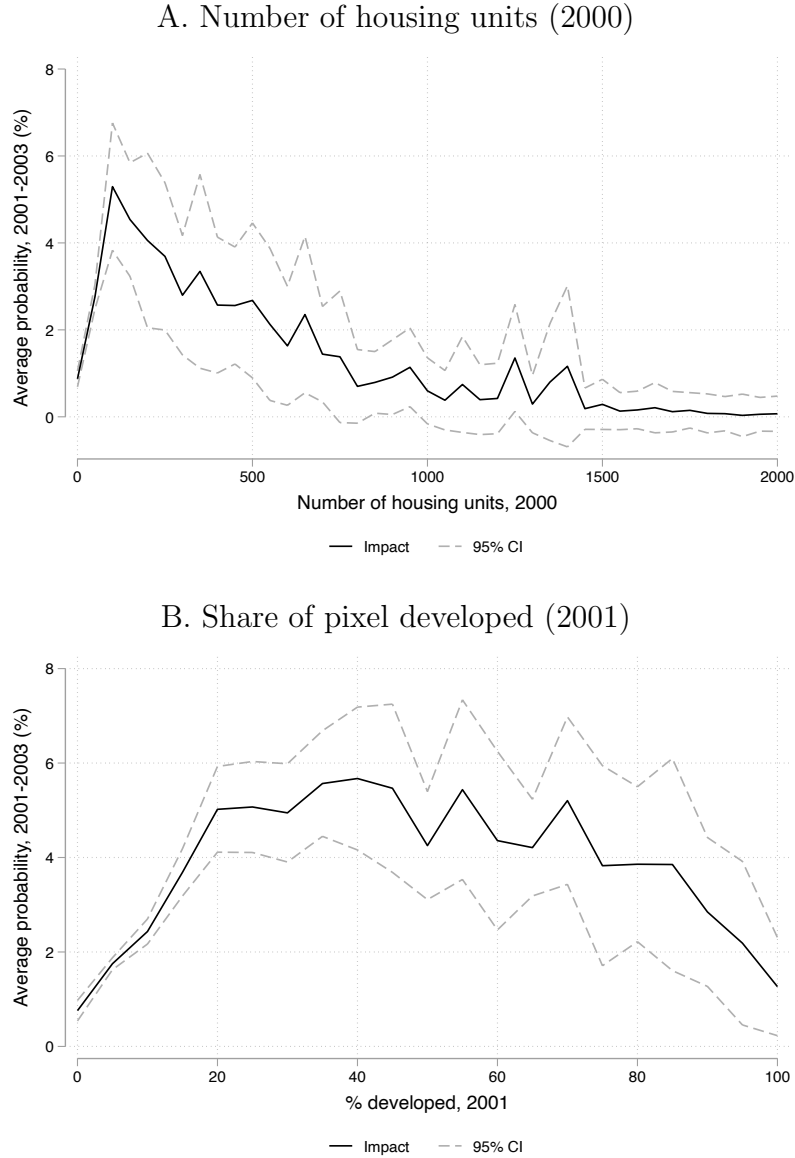 A. Number of housing units (2000)
Average probability, 2001-2003 (%)
8
6
4
2
0
0 500 1000 1500 2000
Number of housing units, 2000
Impact 95% CI
B. Share of pixel developed (2001)
Average probability, 2001-2003 (%)
8
6
4
2
0
0 20 40 60 80 100
% developed, 2001
Impact 95% CI